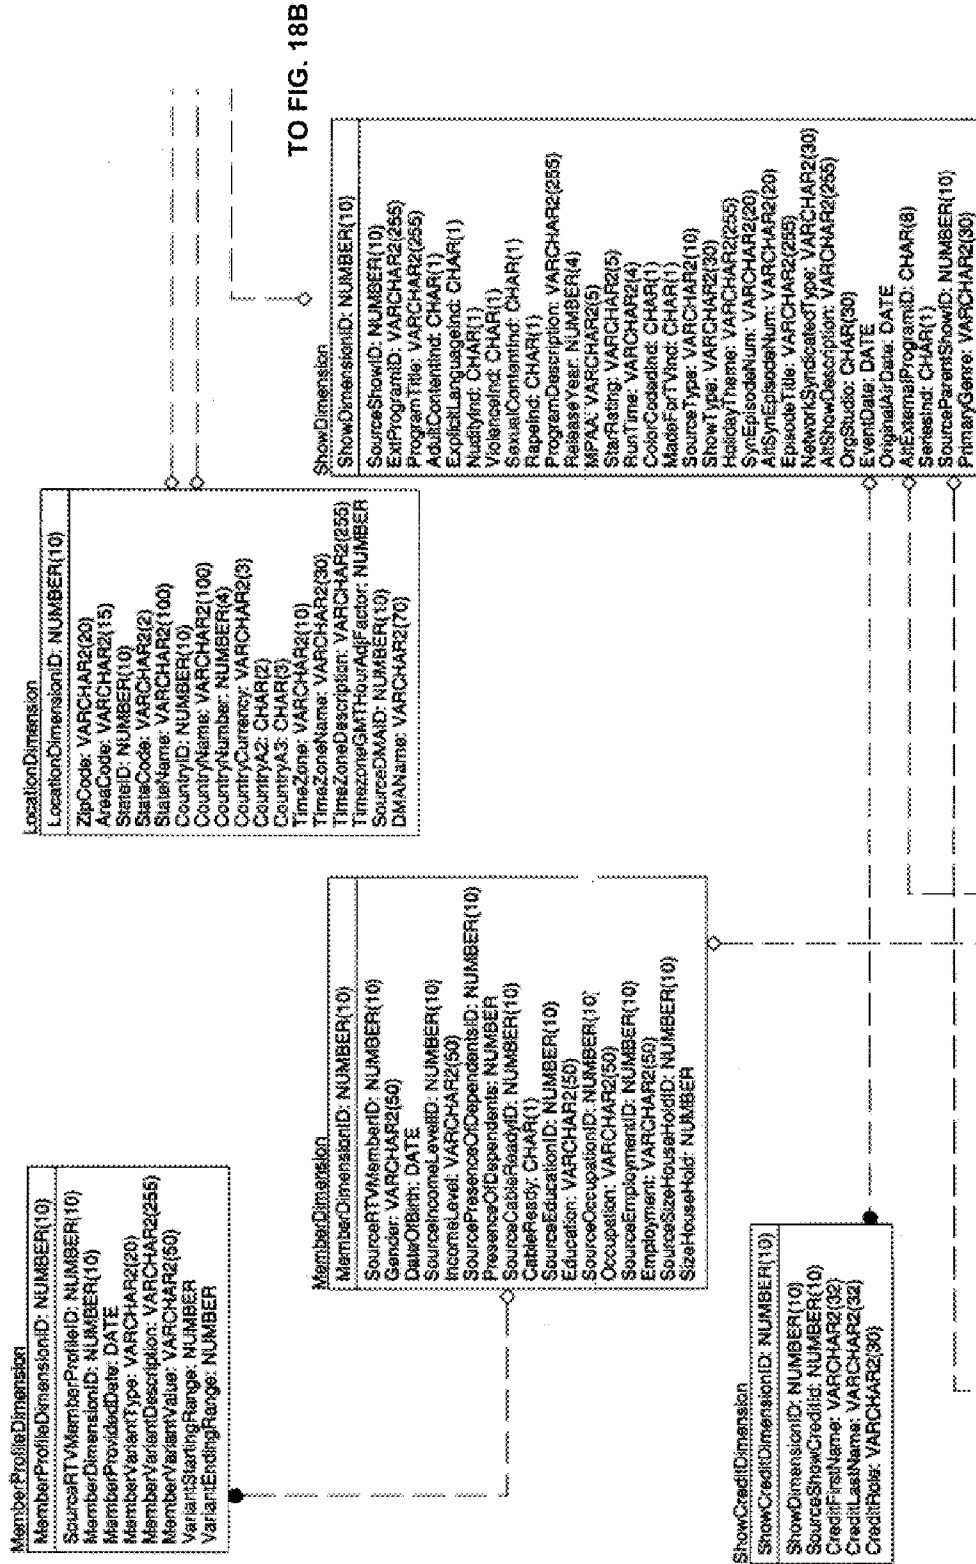 MemberProfileDimension
MemberProfileDimensionID: NUMBER(10)
SourceRTVMemberProfileID: NUMBER(10)
MemberDimensionID: NUMBER(10)
MemberProvidedDate: DATE
MemberVariantType: VARCHAR2(20)
MemberVariantDescription: VARCHAR2(255)
MemberVariantValue: VARCHAR2(50)
VariantStartingRange: NUMBER
VariantEndingRange: NUMBER
LocationDimension
LocationDimensionID: NUMBER(10)
ZipCode: VARCHAR2(20)
AreaCode: VARCHAR2(15)
StateID: NUMBER(10)
StateCode: VARCHAR2(2)
StateName: VARCHAR2(100)
CountryID: NUMBER(10)
CountryName: VARCHAR2(100)
CountryNumber: NUMBER(4)
CountryCurrency: VARCHAR2(3)
CountryA2: CHAR(2)
CountryA3: CHAR(3)
TimeZone: VARCHAR2(10)
TimeZoneName: VARCHAR2(30)
TimeZoneDescription: VARCHAR2(255)
TimezoneGMTHourAdjFactor: NUMBER
SourceDMAID: NUMBER(10)
DMAName: VARCHAR2(70)
TO FIG. 18B
MemberDimension
MemberDimensionID: NUMBER(10)
SourceRTVMemberID: NUMBER(10)
Gender: VARCHAR2(50)
DateOfBirth: DATE
SourceIncomeLevelID: NUMBER(10)
IncomeLevel: VARCHAR2(50)
SourcePresenceOfDependentsID: NUMBER(10)
PresenceOfDependents: NUMBER
SourceCableReadyID: NUMBER(10)
CableReady: CHAR(1)
SourceEducationID: NUMBER(10)
Education: VARCHAR2(50)
SourceOccupationID: NUMBER(10)
Occupation: VARCHAR2(50)
SourceEmploymentID: NUMBER(10)
Employment: VARCHAR2(50)
SourceSizeHouseHoldID: NUMBER(10)
SizeHouseHold: NUMBER
ShowDimension
ShowDimensionID: NUMBER(10)
SourceShowID: NUMBER(10)
ExtProgramID: VARCHAR2(255)
ProgramTitle: VARCHAR2(255)
AdultContentInd: CHAR(1)
ExplicitLanguageInd: CHAR(1)
NudityInd: CHAR(1)
ViolenceInd: CHAR(1)
SexualContentInd: CHAR(1)
RapeInd: CHAR(1)
ProgramDescription: VARCHAR2(255)
ReleaseYear: NUMBER(4)
MPAA: VARCHAR2(5)
StarRating: VARCHAR2(5)
RunTime: VARCHAR2(4)
ColorCodedInd: CHAR(1)
MadeForTVInd: CHAR(1)
SourceType: VARCHAR2(10)
ShowType: VARCHAR2(30)
HolidayTheme: VARCHAR2(255)
SynEpisodeNum: VARCHAR2(20)
AltSynEpisodeNum: VARCHAR2(20)
EpisodeTitle: VARCHAR2(255)
NetworkSyndicatedType: VARCHAR2(30)
AltShowDescription: VARCHAR2(255)
OrgStudio: CHAR(30)
EventDate: DATE
OriginalAirDate: DATE
AltExternalProgramID: CHAR(8)
SeriesInd: CHAR(1)
SourceParentShowID: NUMBER(10)
PrimaryGenre: VARCHAR2(30)
ShowCreditDimension
ShowCreditDimensionID: NUMBER(10)
ShowDimensionID: NUMBER(10)
SourceShowCreditId: NUMBER(10)
CreditFirstName: VARCHAR2(32)
CreditLastName: VARCHAR2(32)
CreditRole: VARCHAR2(30)